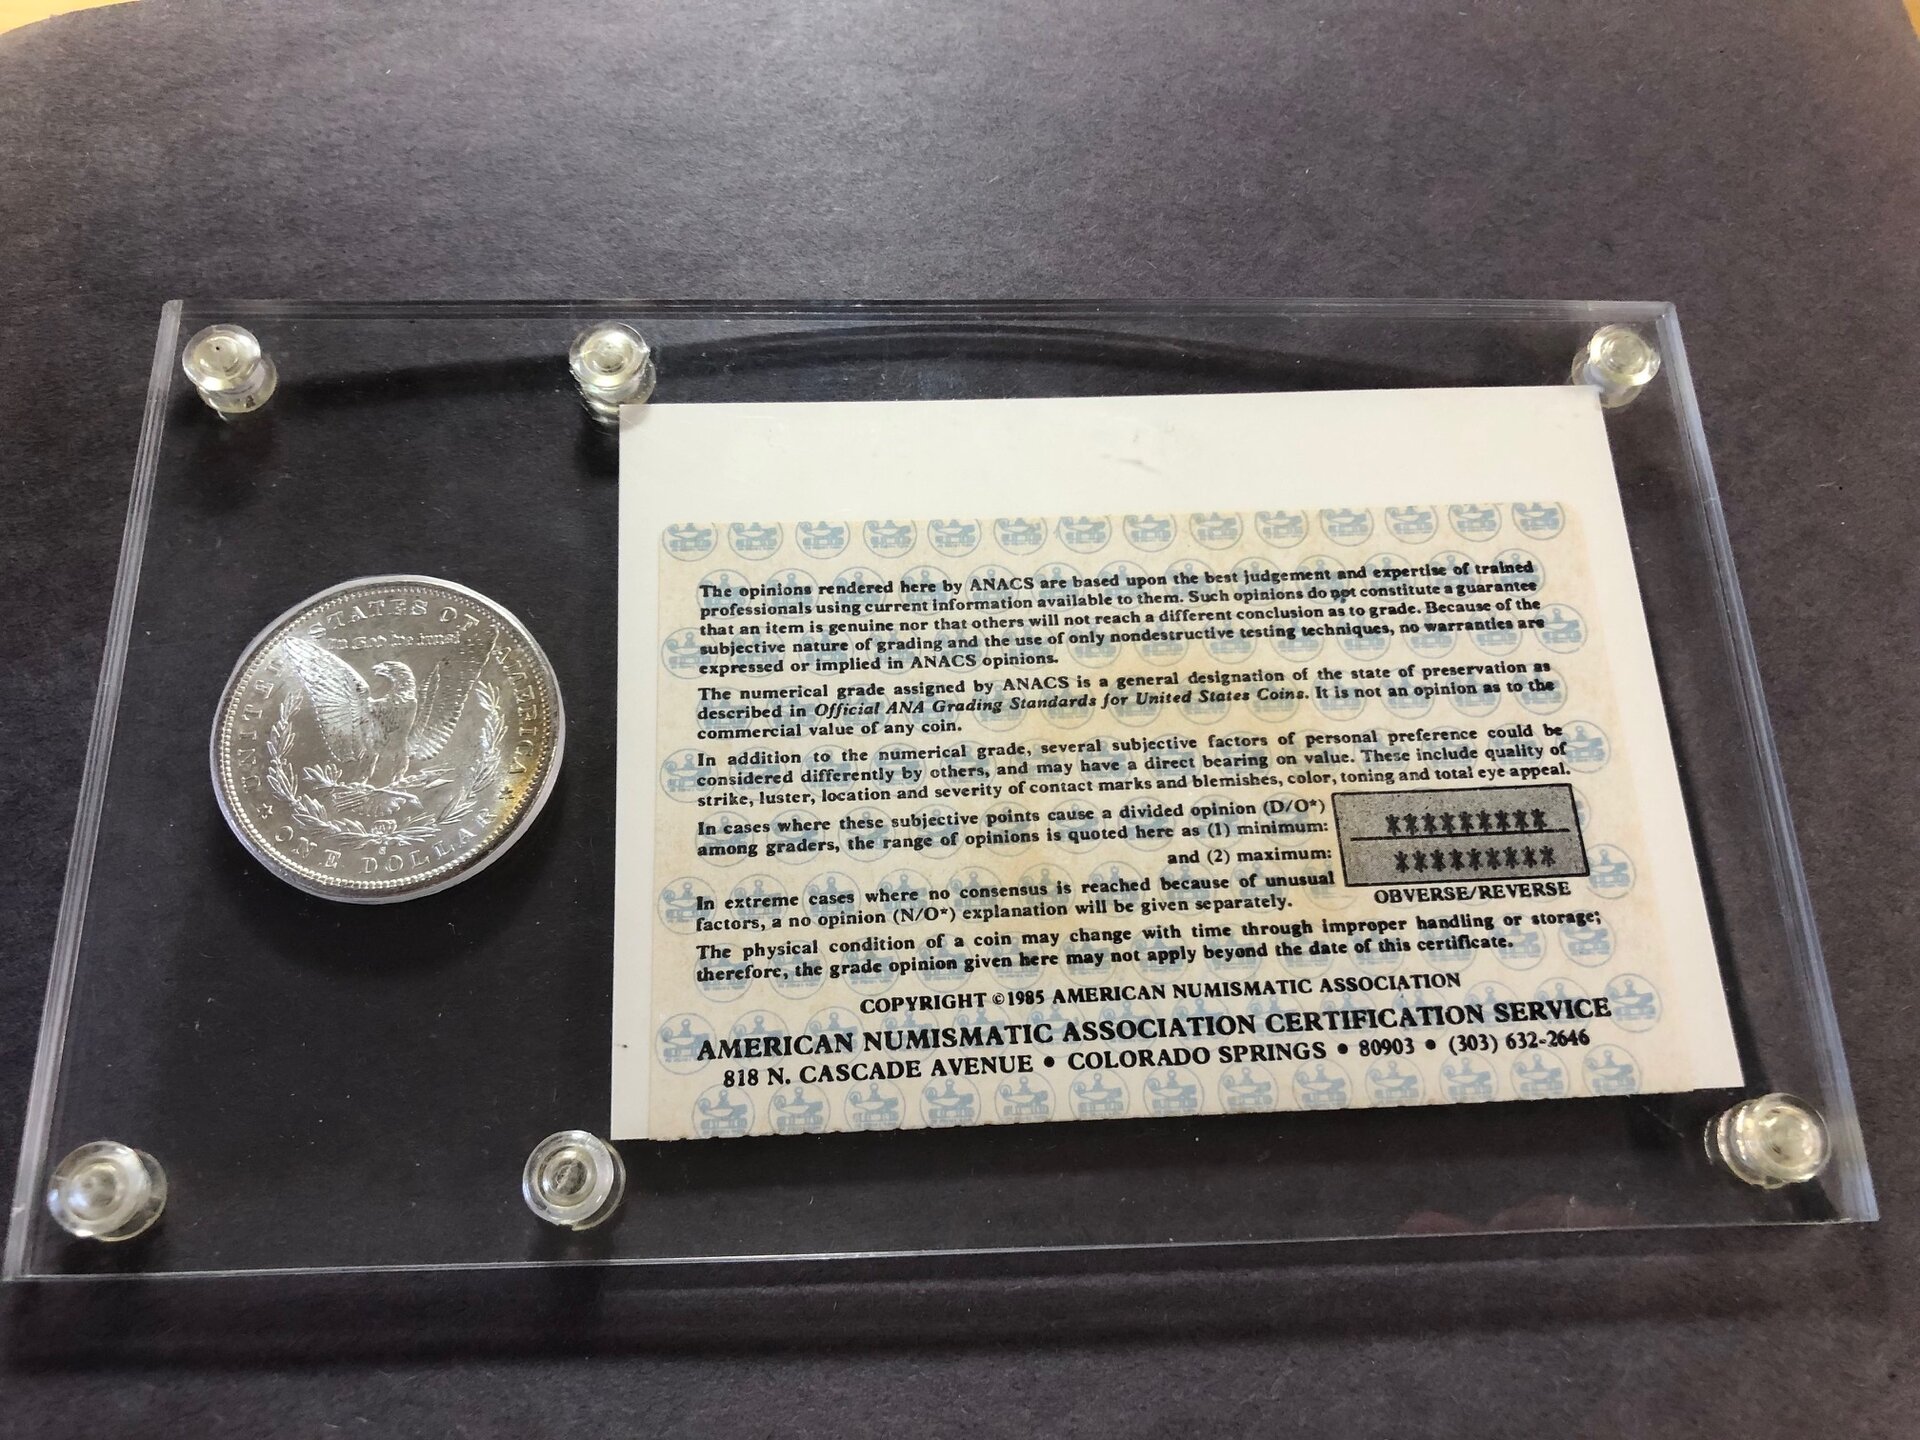 UNITED STATES OF AMERICA
In God we trust
ONE DOLLAR
The opinions rendered here by ANACS are based upon the best judgement and expertise of trained
professionals using current information available to them. Such opinions do not constitute a guarantee
that an item is genuine nor that others will not reach a different conclusion as to grade. Because of the
subjective nature of grading and the use of only nondestructive testing techniques, no warranties are
expressed or implied in ANACS opinions.
The numerical grade assigned by ANACS is a general designation of the state of preservation as
described in Official ANA Grading Standards for United States Coins. It is not an opinion as to the
commercial value of any coin.
In addition to the numerical grade, several subjective factors of personal preference could be
considered differently by others, and may have a direct bearing on value. These include quality of
strike, luster, location and severity of contact marks and blemishes, color, toning and total eye appeal.
In cases where these subjective points cause a divided opinion (D/O*)
among graders, the range of opinions is quoted here as (1) minimum:
and (2) maximum:
*********
*********
OBVERSE/REVERSE
In extreme cases where no consensus is reached because of unusual
factors, a no opinion (N/O*) explanation will be given separately.
The physical condition of a coin may change with time through improper handling or storage;
therefore, the grade opinion given here may not apply beyond the date of this certificate.
COPYRIGHT ©1985 AMERICAN NUMISMATIC ASSOCIATION
AMERICAN NUMISMATIC ASSOCIATION CERTIFICATION SERVICE
818 N. CASCADE AVENUE • COLORADO SPRINGS • 80903 • (303) 632-2646